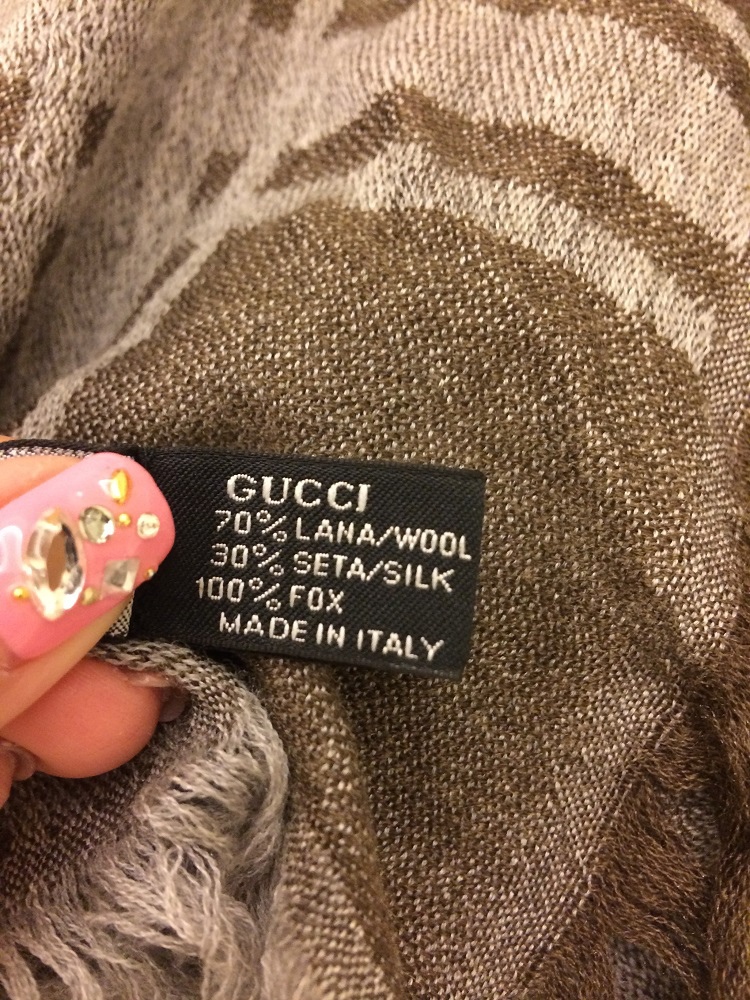 GUCCI
70% LANA/WOOL
30% SETA/SILK
100% FOX
MADE IN ITALY